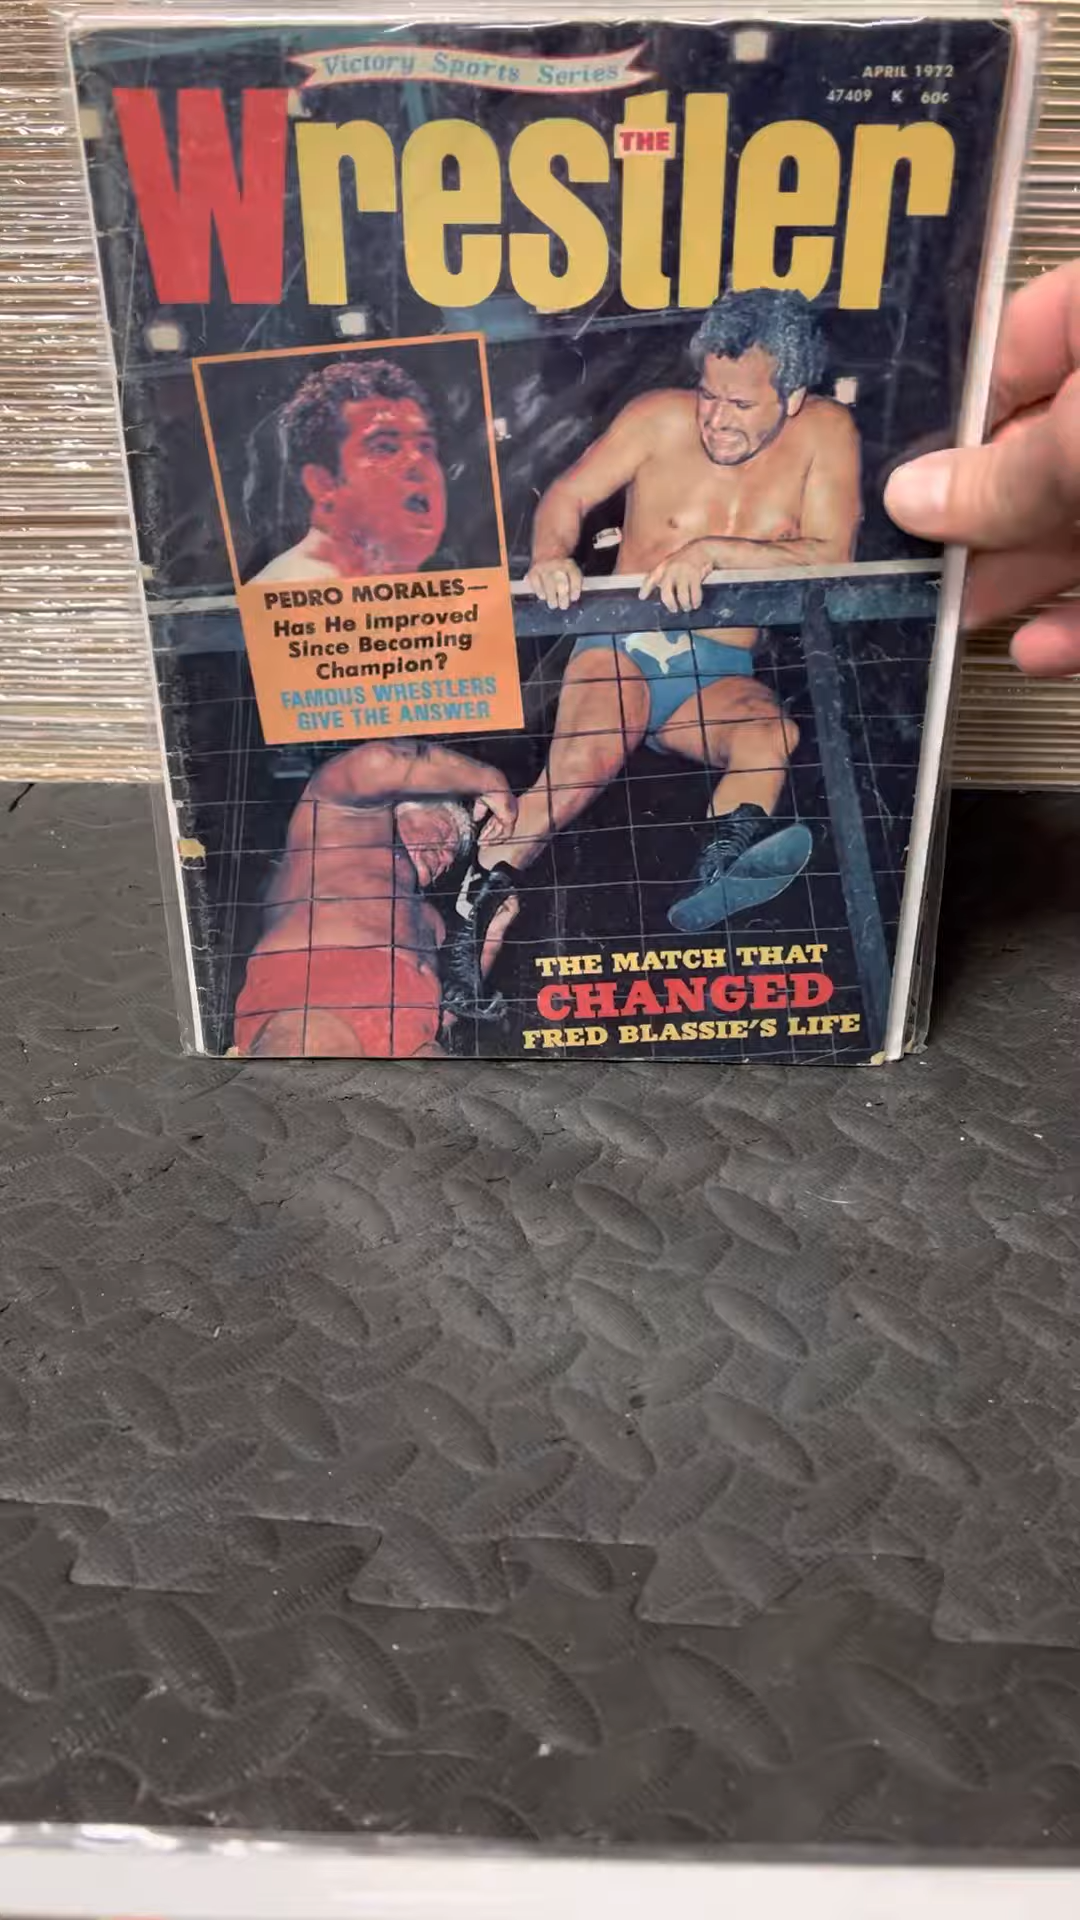 Victory Sports Series
APRIL 1972
47409 K 60¢
THE
Wrestler
PEDRO MORALES—
Has He Improved
Since Becoming
Champion?
FAMOUS WRESTLERS
GIVE THE ANSWER
THE MATCH THAT
CHANGED
FRED BLASSIE'S LIFE